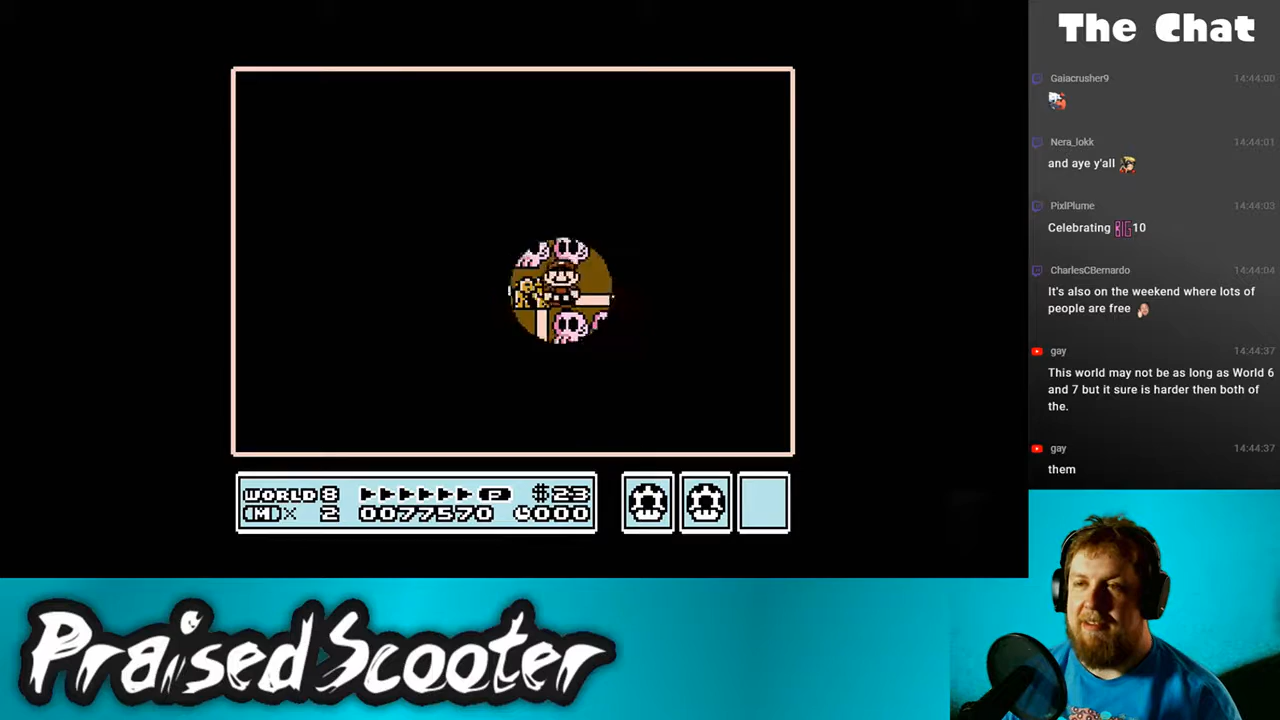 The Chat
Gaiacrusher9 14:44:00
Nera_lokk 14:44:01
and aye y'all
PixlPlume 14:44:03
Celebrating BIG 10
CharlesCBernardo 14:44:04
It's also on the weekend where lots of
people are free
gay 14:44:37
This world may not be as long as World 6
and 7 but it sure is harder then both of
the.
gay 14:44:37
them
WORLD 8 P $23
M × 2 0077570 000
PraisedScooter